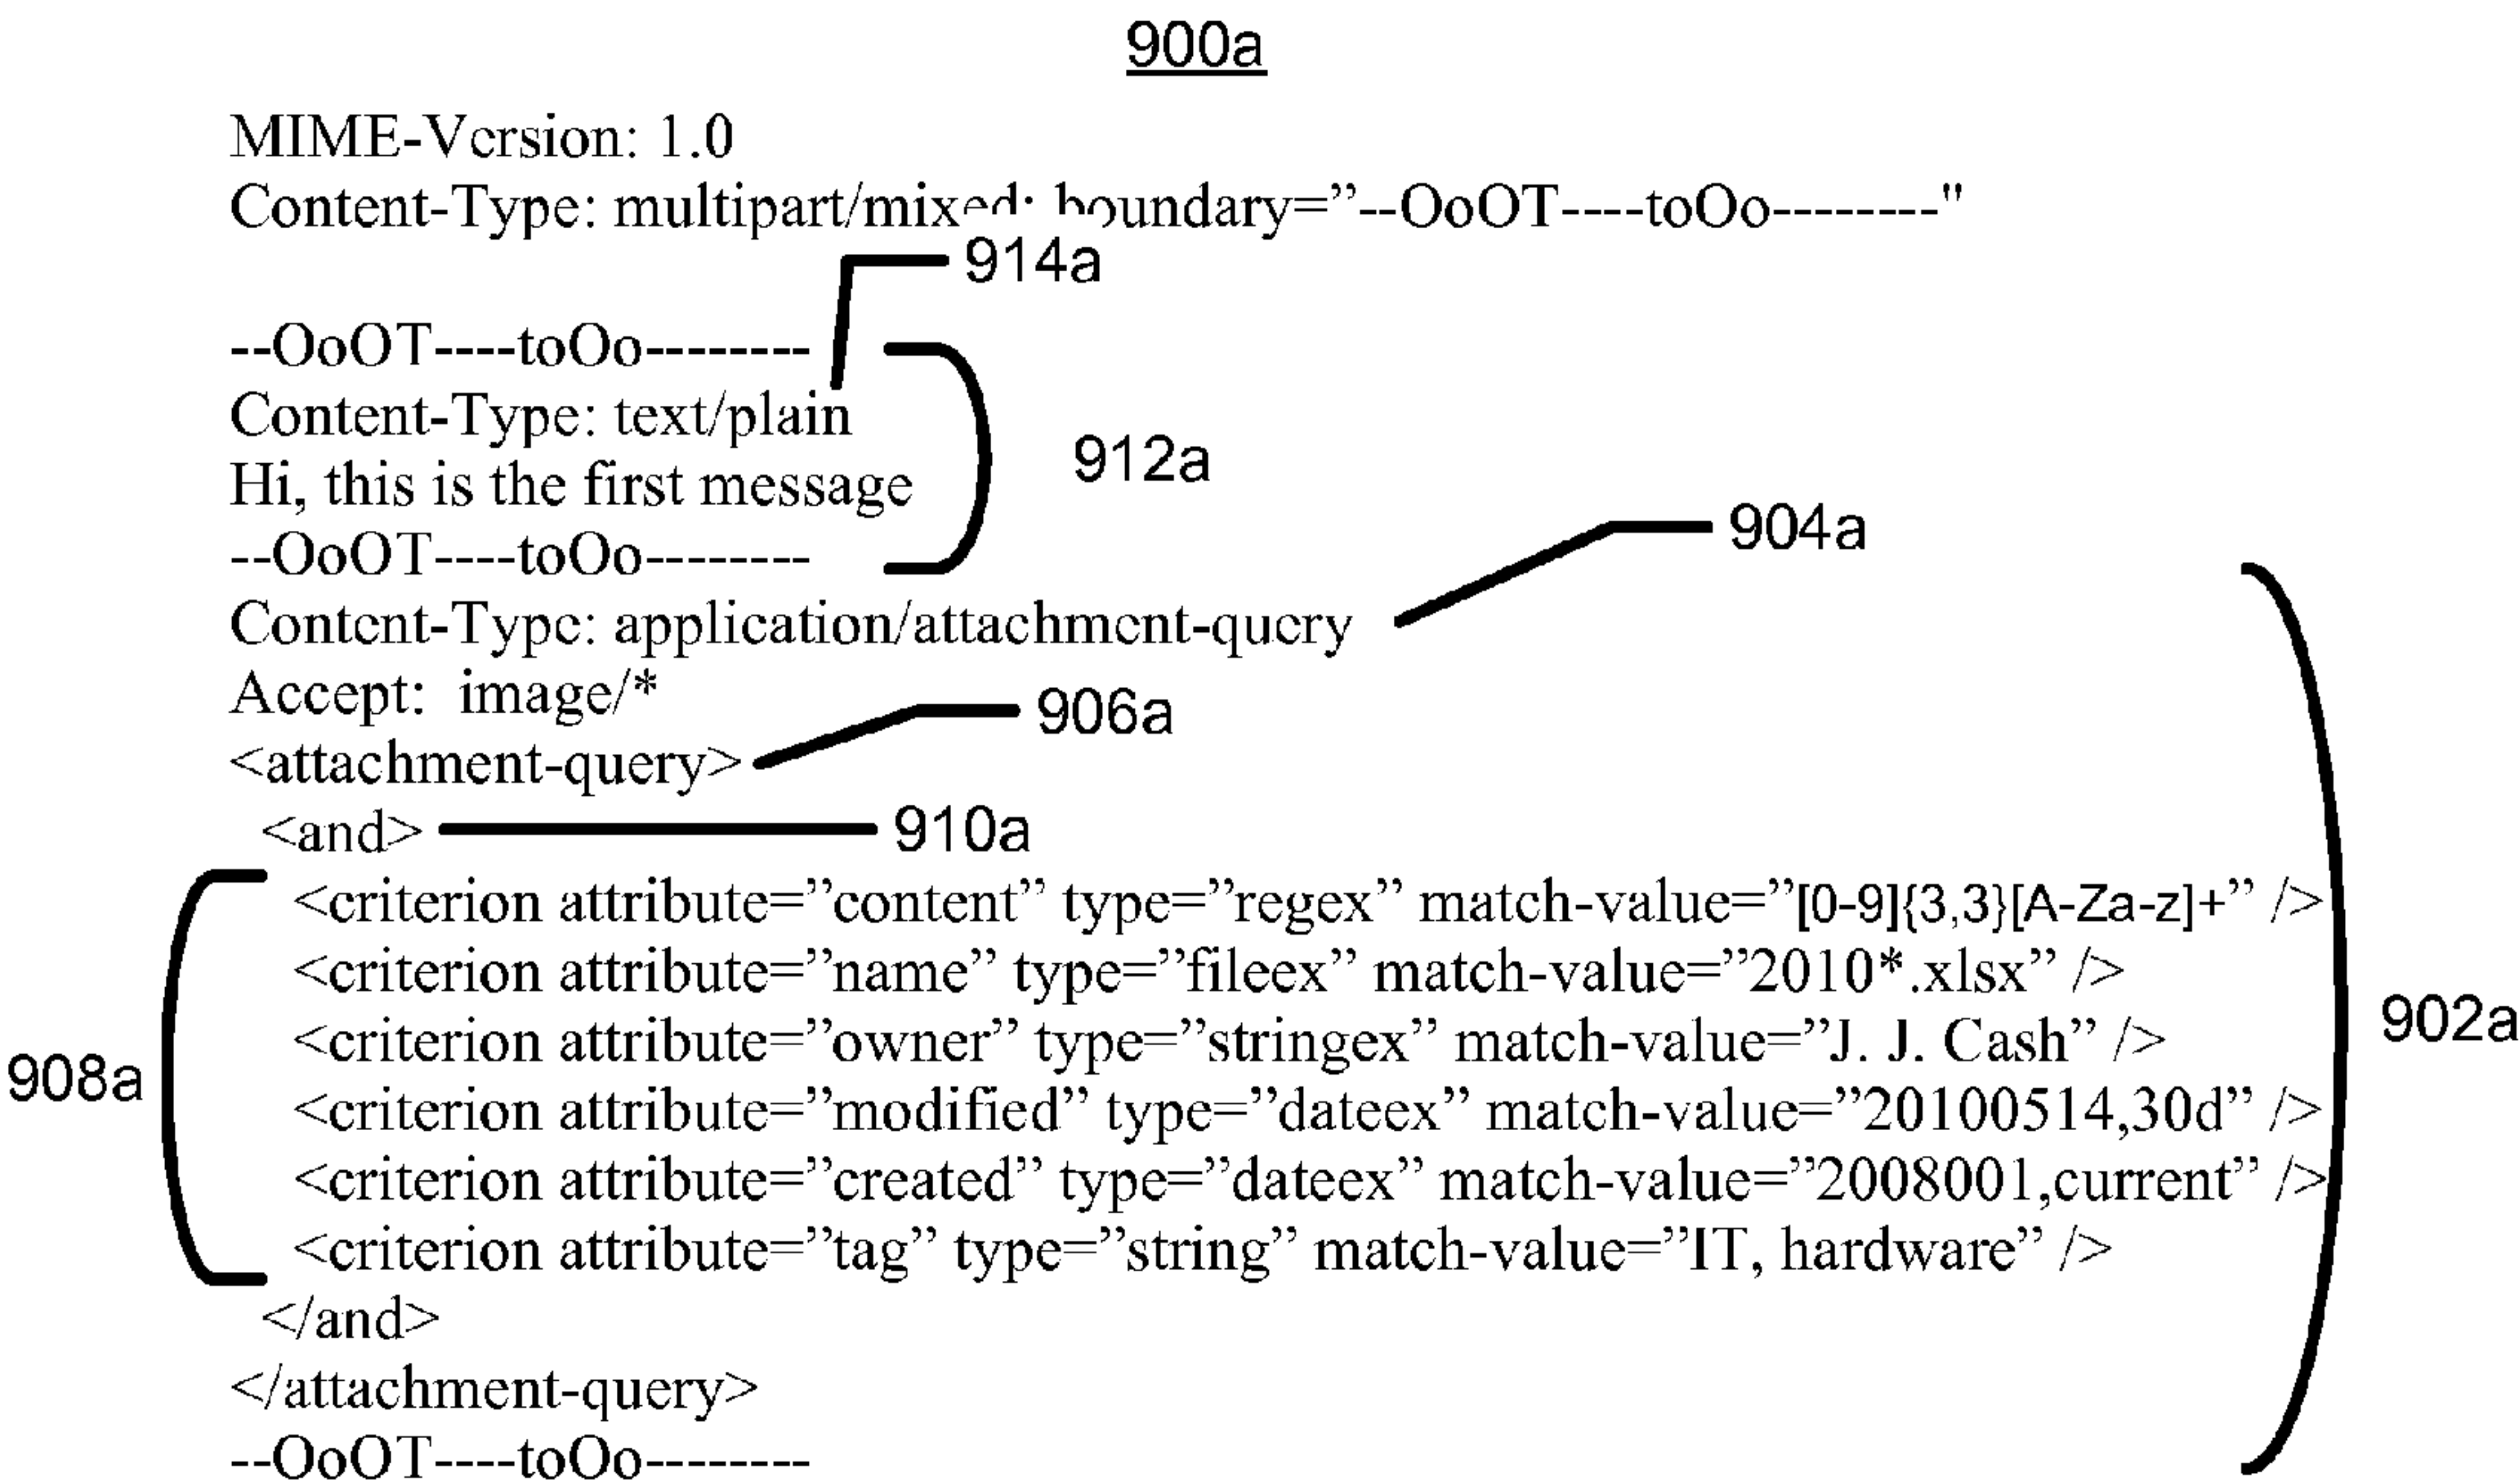 900a
MIME-Version: 1.0
Content-Type: multipart/mixed; boundary=”--OoOT----toOo--------"
914a
--OoOT----toOo--------
Content-Type: text/plain
912a
Hi, this is the first message
904a
--OoOT----toOo--------
Content-Type: application/attachment-query
Accept:  image/*
906a
<attachment-query>
<and>
910a
<criterion attribute=”content” type=”regex” match-value=”[0-9]{3,3}[A-Za-z]+” />
<criterion attribute=”name” type=”fileex” match-value=”2010*.xlsx” />
902a
<criterion attribute=”owner” type=”stringex” match-value=”J. J. Cash” />
908a
<criterion attribute=”modified” type=”dateex” match-value=”20100514,30d” />
<criterion attribute=”created” type=”dateex” match-value=”2008001,current” />
<criterion attribute=”tag” type=”string” match-value=”IT, hardware” />
</and>
</attachment-query>
--OoOT----toOo--------